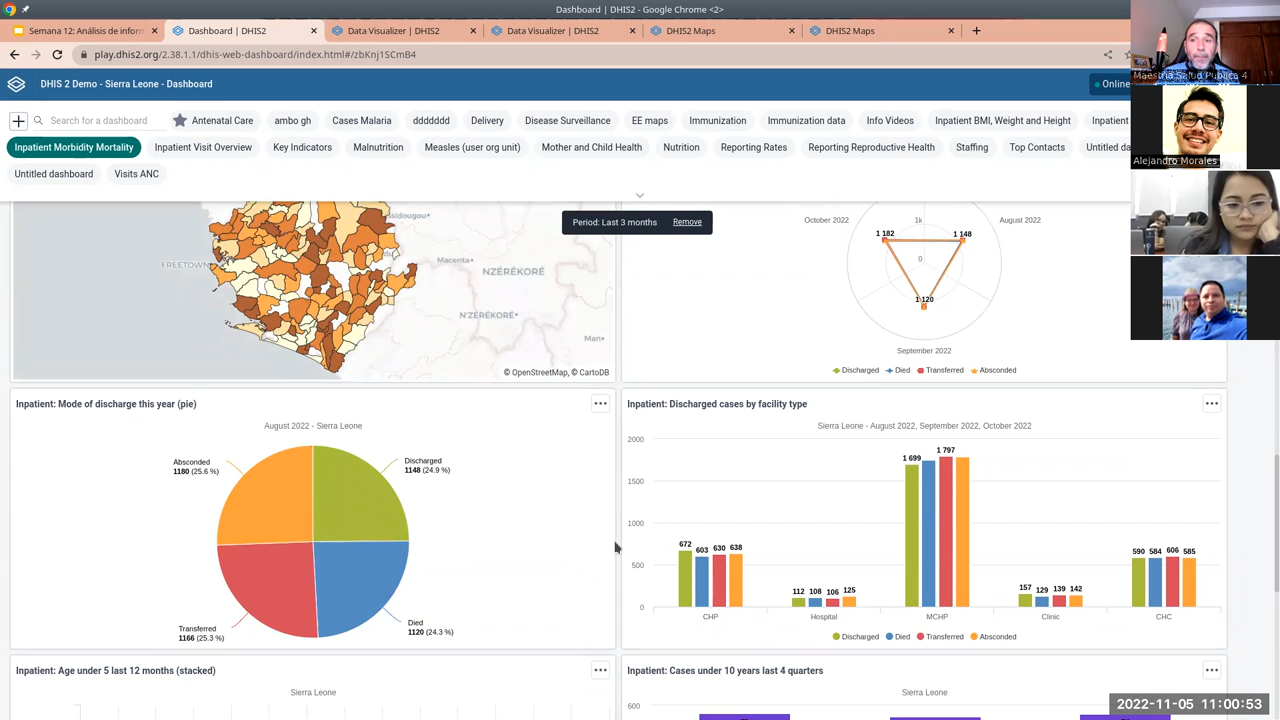 Dashboard | DHIS2 - Google Chrome <2>
Semana 12: Análisis de infor
Dashboard | DHIS2
Data Visualizer | DHIS2
Data Visualizer | DHIS2
DHIS2 Maps
DHIS2 Maps
play.dhis2.org/2.38.1.1/dhis-web-dashboard/index.html#/zbKnj1SCmB4
DHIS 2 Demo - Sierra Leone - Dashboard
Online
Search for a dashboard
Antenatal Care
ambo gh
Cases Malaria
ddddddd
Delivery
Disease Surveillance
EE maps
Immunization
Immunization data
Info Videos
Inpatient BMI, Weight and Height
Inpatient
Inpatient Morbidity Mortality
Inpatient Visit Overview
Key Indicators
Malnutrition
Measles (user org unit)
Mother and Child Health
Nutrition
Reporting Rates
Reporting Reproductive Health
Staffing
Top Contacts
Untitled da
Untitled dashboard
Visits ANC
Maestria Salud Publica 4
Alejandro Morales
Period: Last 3 months
Remove
FREETOWN
Macenta
NZÉRÉKORÉ
N'ZÉRÉKORÉ
Man
© OpenStreetMap, © CartoDB
October 2022
1k
August 2022
1 182
1 148
0
1 120
September 2022
Discharged
Died
Transferred
Absconded
Inpatient: Mode of discharge this year (pie)
August 2022 - Sierra Leone
Absconded
1180 (25.6 %)
Discharged
1148 (24.9 %)
Transferred
1166 (25.3 %)
Died
1120 (24.3 %)
Inpatient: Discharged cases by facility type
Sierra Leone - August 2022, September 2022, October 2022
2000
1500
1000
500
0
672
603
630
638
112
108
106
125
1 699
1 797
157
129
139
142
590
584
606
585
CHP
Hospital
MCHP
Clinic
CHC
Discharged
Died
Transferred
Absconded
Inpatient: Age under 5 last 12 months (stacked)
Sierra Leone
Inpatient: Cases under 10 years last 4 quarters
Sierra Leone
600
2022-11-05 11:00:53